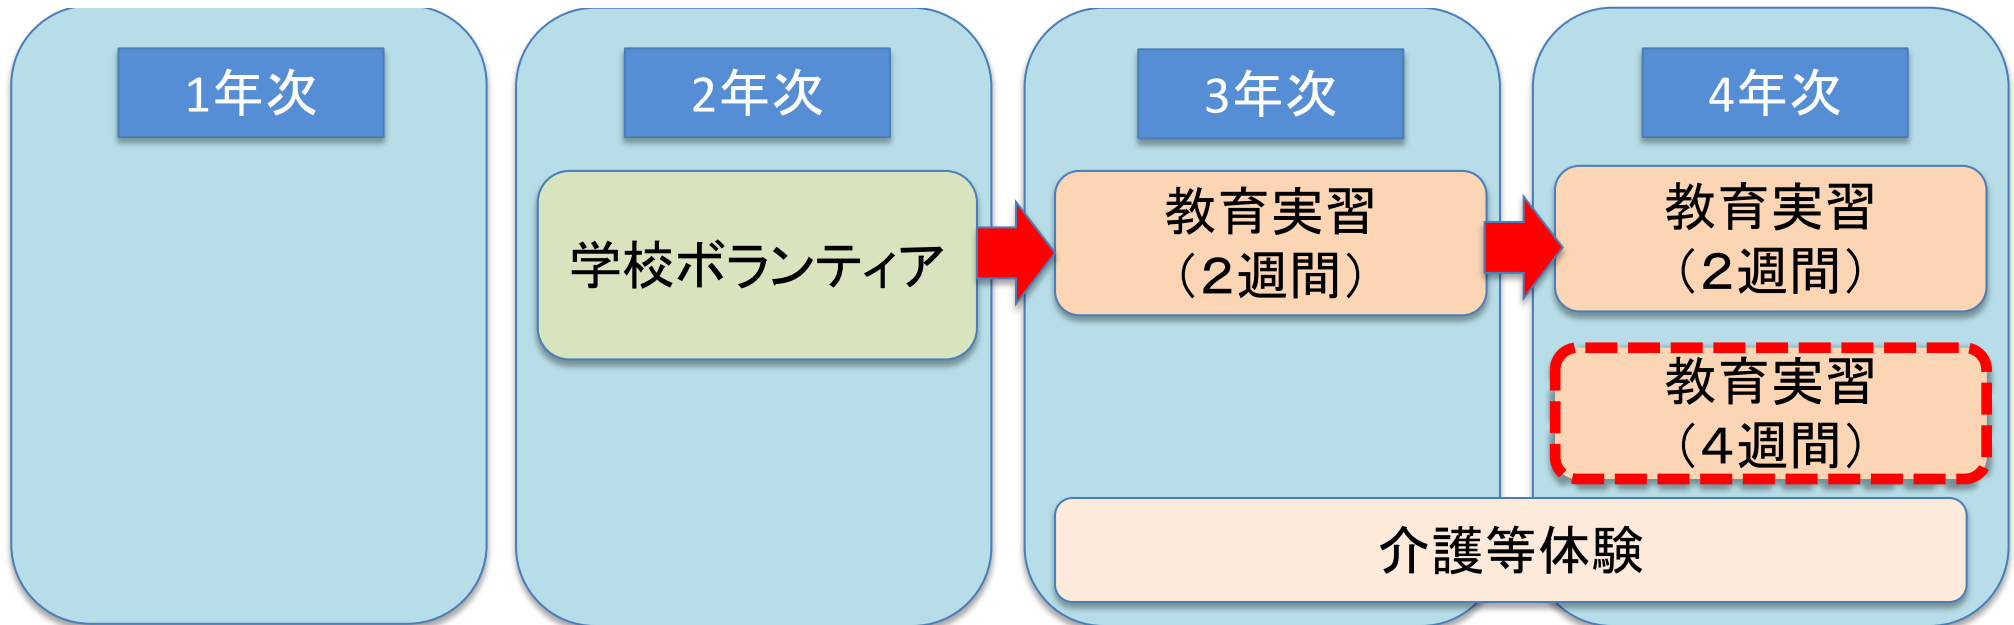 1年次
2年次
3年次
4年次
学校ボランティア
教育実習
（２週間）
教育実習
（２週間）
教育実習
（４週間）
介護等体験